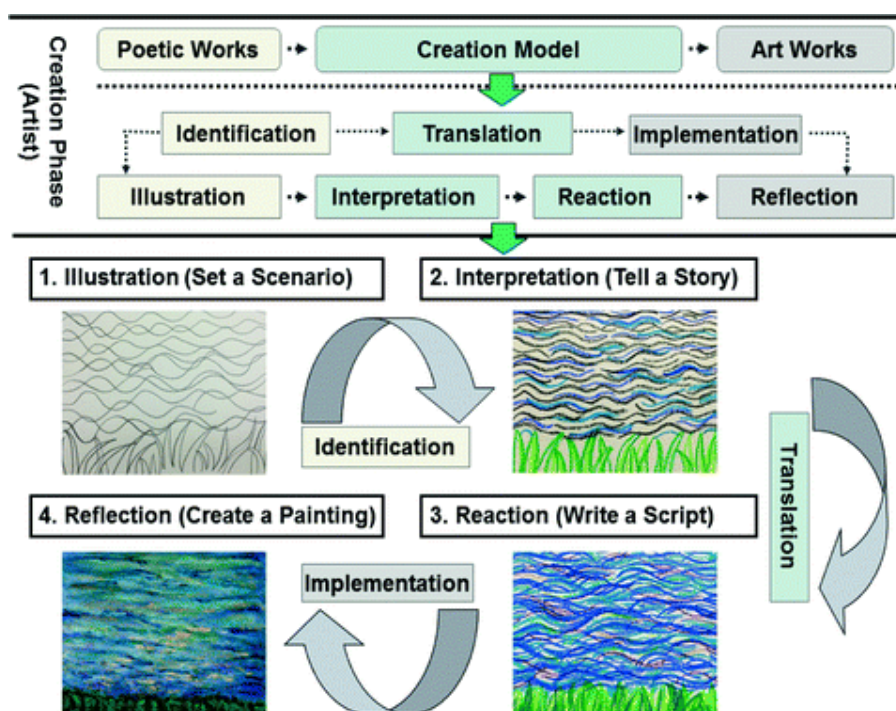 Creation Phase
(Artist)
Poetic Works
Creation Model
Art Works
Identification
Translation
Implementation
Illustration
Interpretation
Reaction
Reflection
1. Illustration (Set a Scenario)
2. Interpretation (Tell a Story)
Identification
Translation
4. Reflection (Create a Painting)
3. Reaction (Write a Script)
Implementation